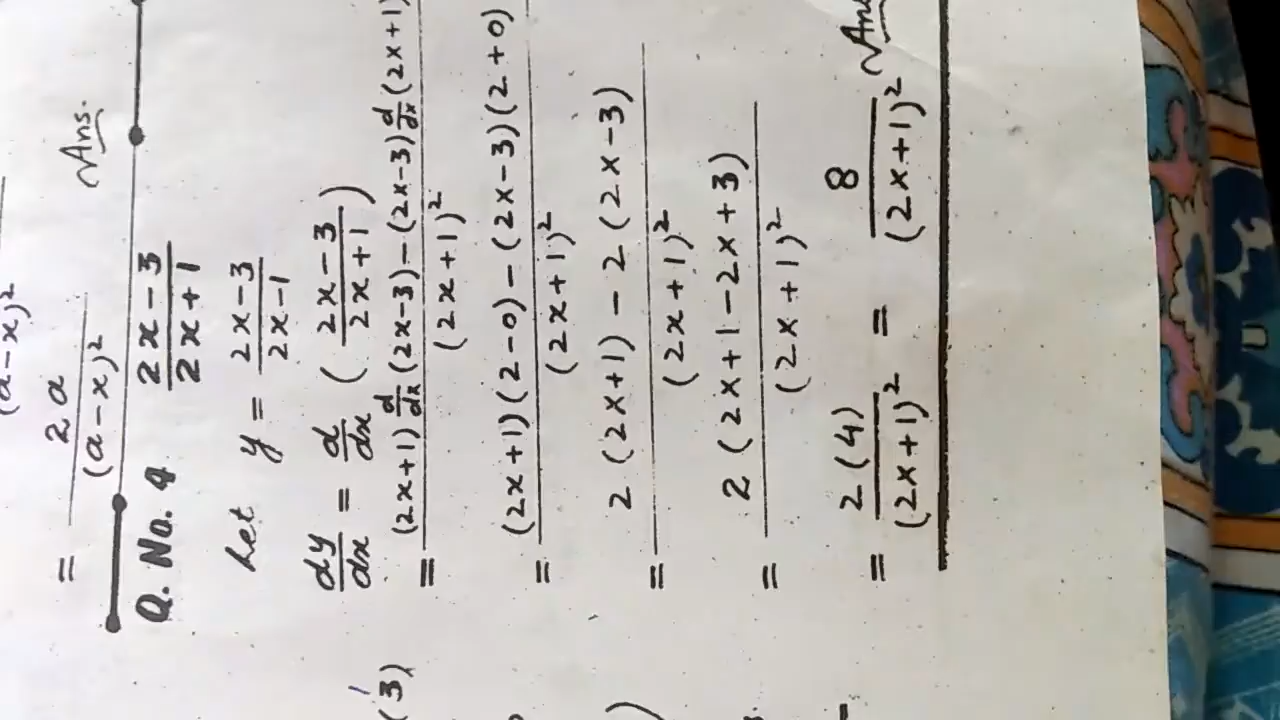 (a-x)²
= 2a / (a-x)² Ans.
Q. No. 4 (2x-3)/(2x+1)
Let y = (2x-3)/(2x-1)
dy/dx = d/dx ((2x-3)/(2x+1))
= ((2x+1) d/dx (2x-3) - (2x-3) d/dx (2x+1)) / (2x+1)²
= ((2x+1)(2-0) - (2x-3)(2+0)) / (2x+1)²
= (2(2x+1) - 2(2x-3)) / (2x+1)²
= 2(2x+1-2x+3) / (2x+1)²
= 2(4)/(2x+1)² = 8/(2x+1)² Ans
(3)